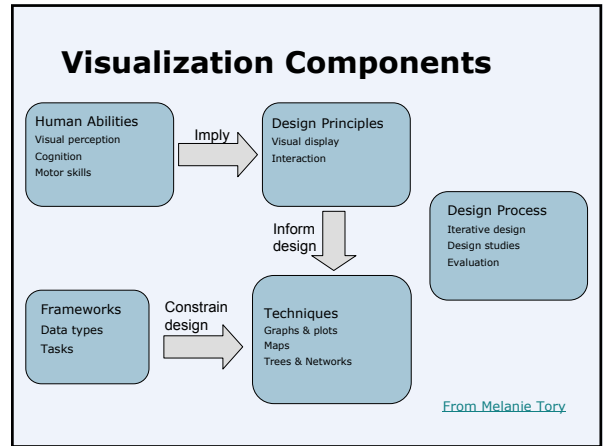 Visualization Components
Human Abilities
Visual perception
Cognition
Motor skills
Imply
Design Principles
Visual display
Interaction
Inform
design
Design Process
Iterative design
Design studies
Evaluation
Frameworks
Data types
Tasks
Constrain
design
Techniques
Graphs & plots
Maps
Trees & Networks
From Melanie Tory